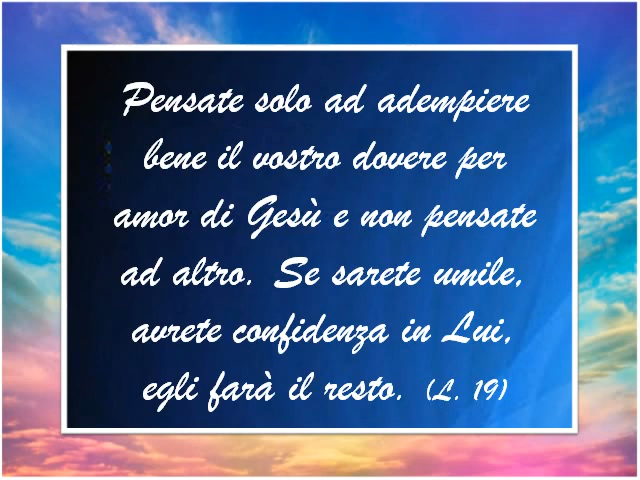 Pensate solo ad adempiere
bene il vostro dovere per
amor di Gesù e non pensate
ad altro. Se sarete umile,
avrete confidenza in Lui,
egli farà il resto. (L. 19)